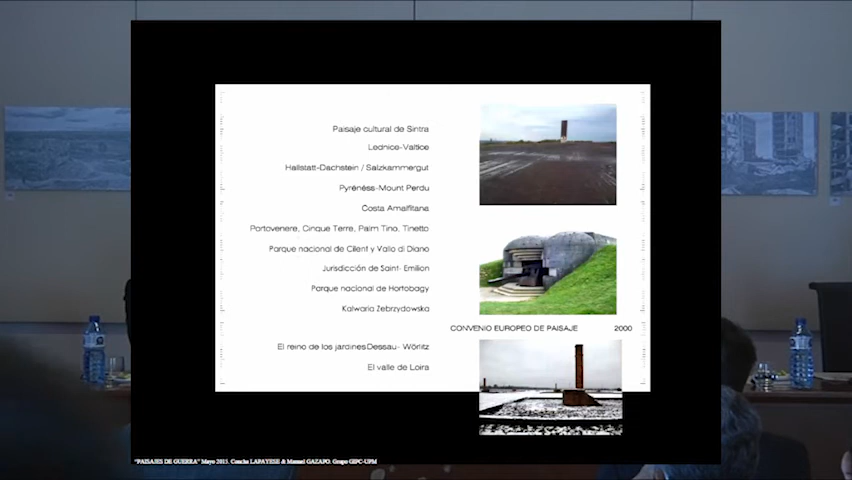 Paisaje cultural de Sintra
Lednice-Valtice
Hallstatt-Dachstein / Salzkammergut
Pyrénéss-Mount Perdu
Costa Amalfitana
Portovenere, Cinque Terre, Palm Tino, Tinetto
Parque nacional de Cilent y Vallo di Diano
Jurisdicción de Saint- Emilion
Parque nacional de Hortobagy
Kalwaria Zebrzydowska
CONVENIO EUROPEO DE PAISAJE 2000
El reino de los jardinesDessau- Wörlitz
El valle de Loira
"PAISAJES DE GUERRA" Mayo 2015. Concha LAPAYESE & Manuel GAZAPO. Grupo GIPC-UPM